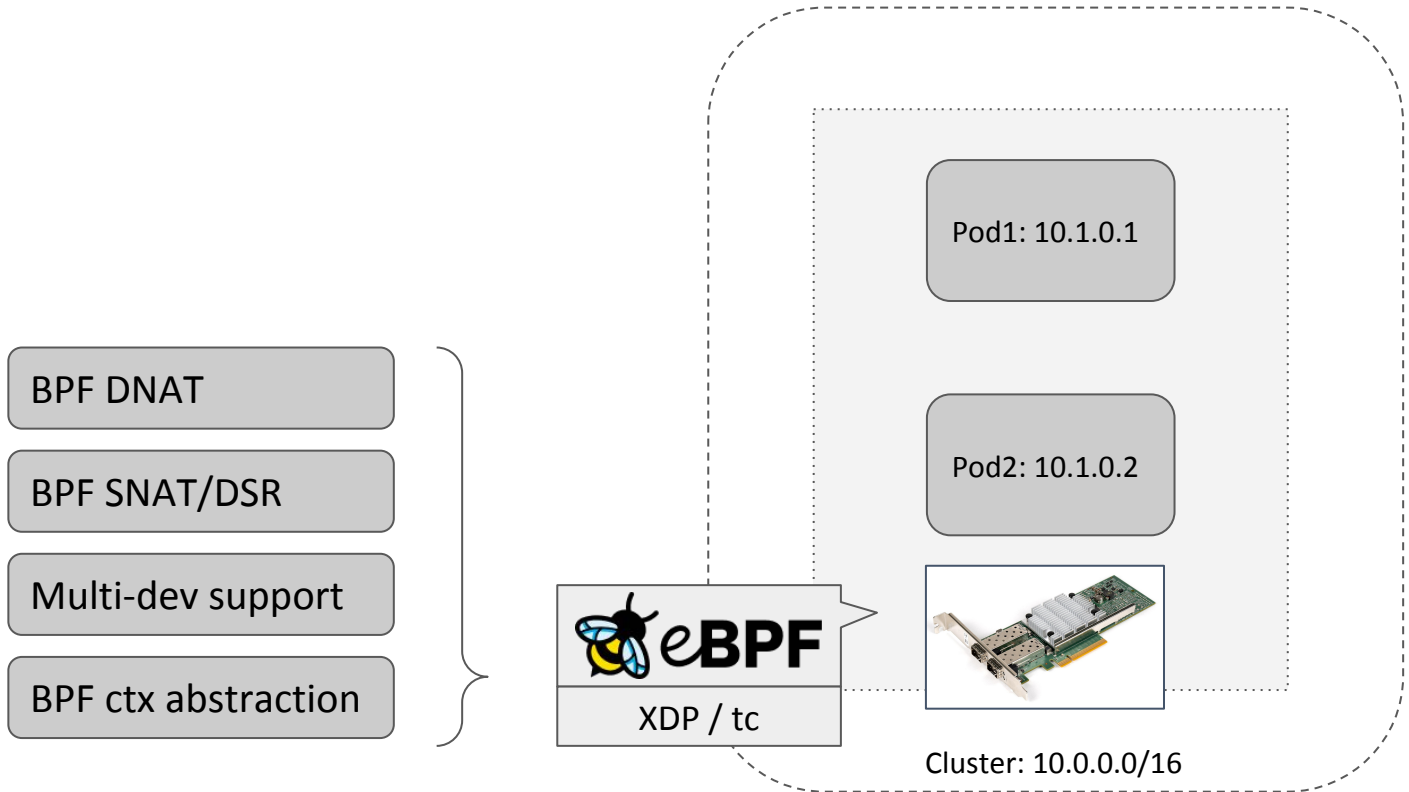 BPF DNAT
BPF SNAT/DSR
Multi-dev support
BPF ctx abstraction
eBPF
XDP / tc
Pod1: 10.1.0.1
Pod2: 10.1.0.2
Cluster: 10.0.0.0/16